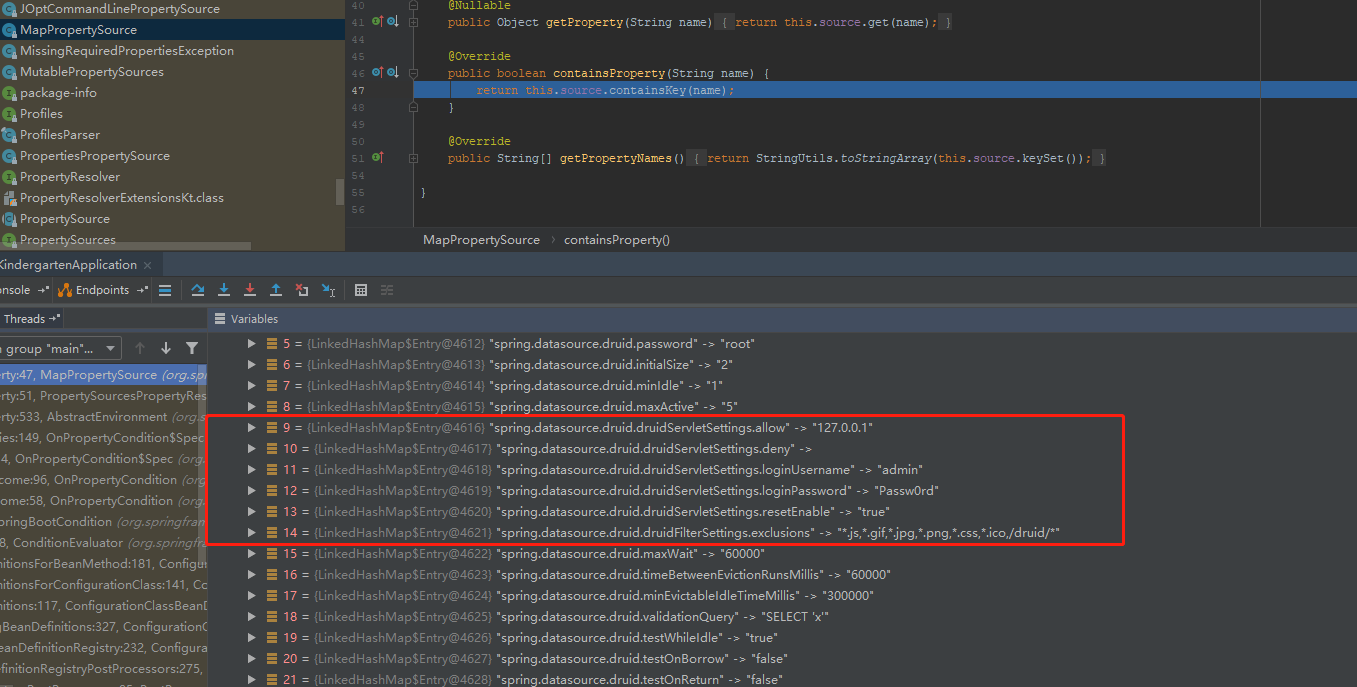 JOptCommandLinePropertySource
MapPropertySource
MissingRequiredPropertiesException
MutablePropertySources
package-info
Profiles
ProfilesParser
PropertiesPropertySource
PropertyResolver
PropertyResolverExtensionsKt.class
PropertySource
PropertySources
40 @Nullable
41 public Object getProperty(String name) { return this.source.get(name); }
44
45 @Override
46 public boolean containsProperty(String name) {
47 return this.source.containsKey(name);
48 }
49
50 @Override
51 public String[] getPropertyNames() { return StringUtils.toStringArray(this.source.keySet()); }
54
55 }
56
MapPropertySource › containsProperty()
KindergartenApplication ×
onsole Endpoints
Threads
Variables
n group "main"...
erty:47, MapPropertySource (org.spr
erty:51, PropertySourcesPropertyRes
erty:533, AbstractEnvironment (org.s
ies:149, OnPropertyCondition$Spec
4, OnPropertyCondition$Spec (org.
come:96, OnPropertyCondition (org.
ome:58, OnPropertyCondition (org.
pringBootCondition (org.springfram
8, ConditionEvaluator (org.springfra
nitionsForBeanMethod:181, Configu
nitionsForConfigurationClass:141, Co
nitions:117, ConfigurationClassBeanD
gBeanDefinitions:327, ConfigurationC
eanDefinitionRegistry:232, Configurat
efinitionRegistryPostProcessors:275,
5 = {LinkedHashMap$Entry@4612} "spring.datasource.druid.password" -> "root"
6 = {LinkedHashMap$Entry@4613} "spring.datasource.druid.initialSize" -> "2"
7 = {LinkedHashMap$Entry@4614} "spring.datasource.druid.minIdle" -> "1"
8 = {LinkedHashMap$Entry@4615} "spring.datasource.druid.maxActive" -> "5"
9 = {LinkedHashMap$Entry@4616} "spring.datasource.druid.druidServletSettings.allow" -> "127.0.0.1"
10 = {LinkedHashMap$Entry@4617} "spring.datasource.druid.druidServletSettings.deny" ->
11 = {LinkedHashMap$Entry@4618} "spring.datasource.druid.druidServletSettings.loginUsername" -> "admin"
12 = {LinkedHashMap$Entry@4619} "spring.datasource.druid.druidServletSettings.loginPassword" -> "Passw0rd"
13 = {LinkedHashMap$Entry@4620} "spring.datasource.druid.druidServletSettings.resetEnable" -> "true"
14 = {LinkedHashMap$Entry@4621} "spring.datasource.druid.druidFilterSettings.exclusions" -> "*.js,*.gif,*.jpg,*.png,*.css,*.ico,/druid/*"
15 = {LinkedHashMap$Entry@4622} "spring.datasource.druid.maxWait" -> "60000"
16 = {LinkedHashMap$Entry@4623} "spring.datasource.druid.timeBetweenEvictionRunsMillis" -> "60000"
17 = {LinkedHashMap$Entry@4624} "spring.datasource.druid.minEvictableIdleTimeMillis" -> "300000"
18 = {LinkedHashMap$Entry@4625} "spring.datasource.druid.validationQuery" -> "SELECT 'x'"
19 = {LinkedHashMap$Entry@4626} "spring.datasource.druid.testWhileIdle" -> "true"
20 = {LinkedHashMap$Entry@4627} "spring.datasource.druid.testOnBorrow" -> "false"
21 = {LinkedHashMap$Entry@4628} "spring.datasource.druid.testOnReturn" -> "false"